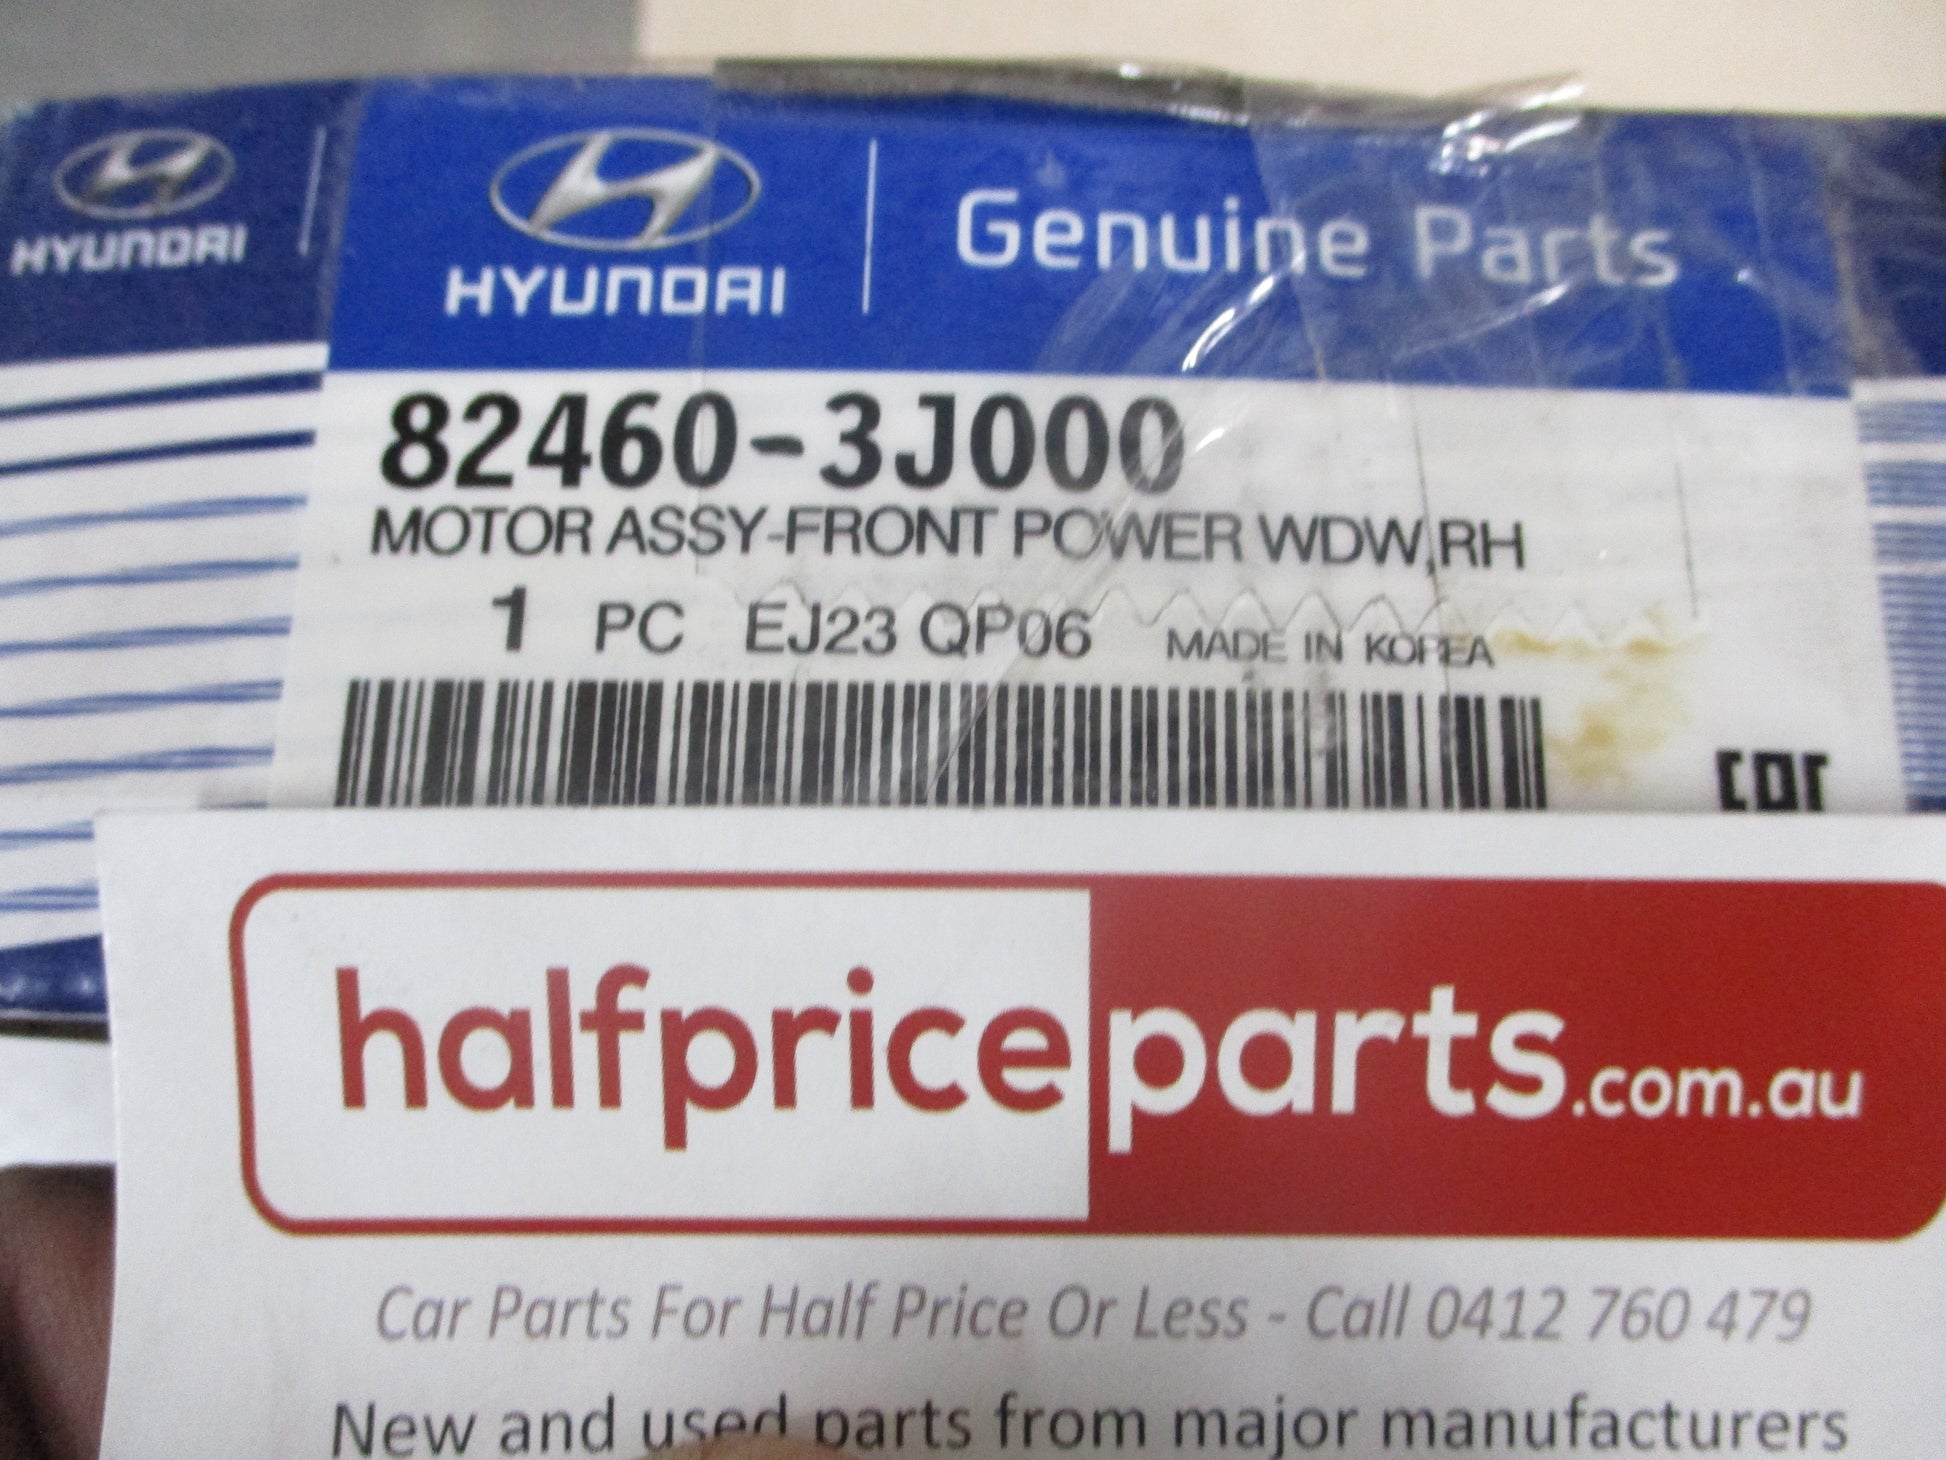 HYUNDAI
HYUNDAI
Genuine Parts
82460-3J000
MOTOR ASSY-FRONT POWER WDW,RH
1 PC EJ23 QP06 MADE IN KOREA
EAC
halfpriceparts.com.au
Car Parts For Half Price Or Less - Call 0412 760 479
New and used parts from major manufacturers